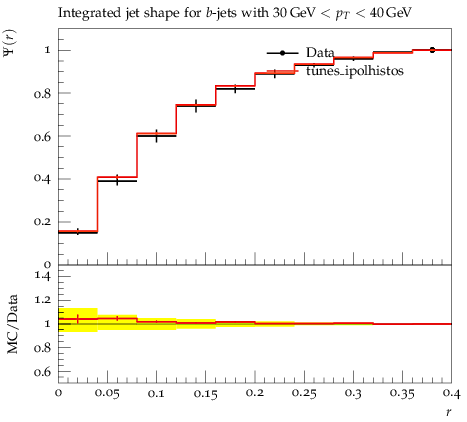 Integrated jet shape for b-jets with 30 GeV < p_T < 40 GeV
Ψ(r)
Data
tunes_ipolhistos
1
0.8
0.6
0.4
0.2
0
MC/Data
1.4
1.2
1
0.8
0.6
0 0.05 0.1 0.15 0.2 0.25 0.3 0.35 0.4
r